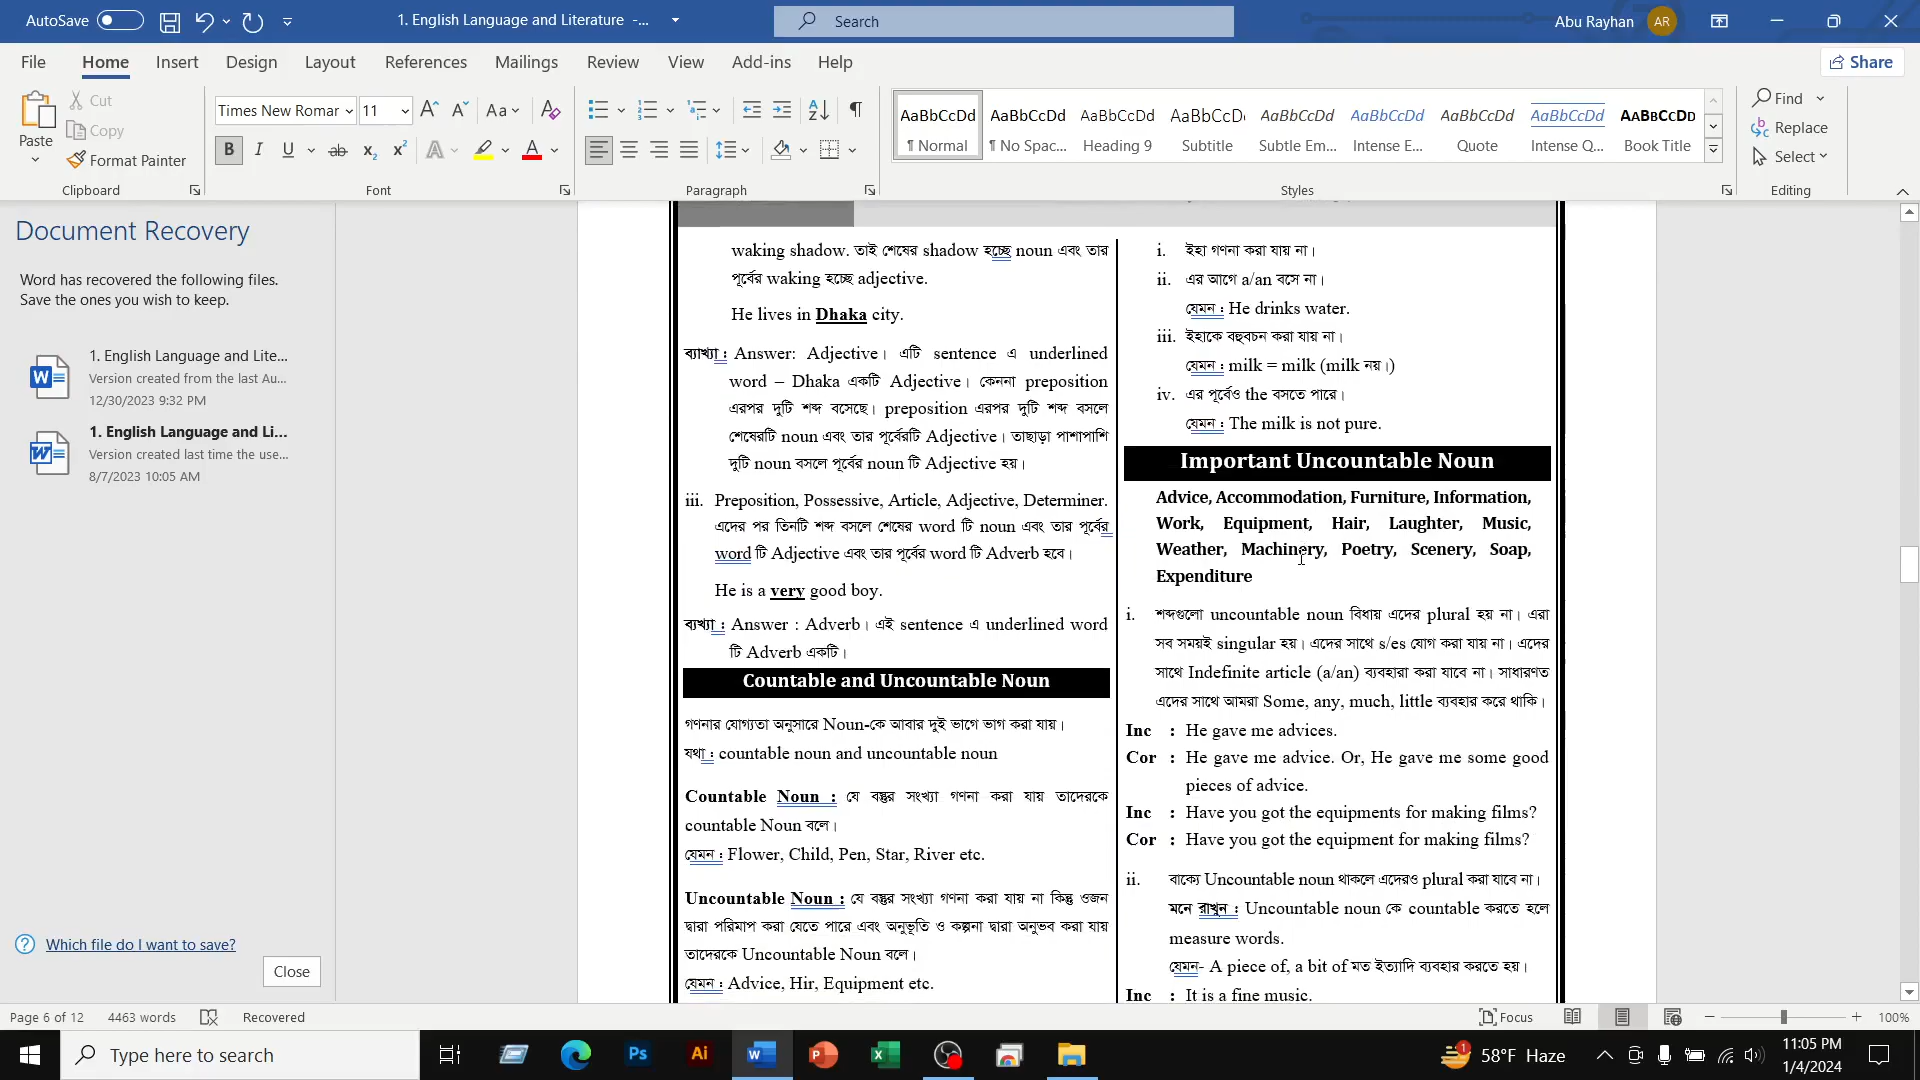 AutoSave
1. English Language and Literature -...
Search
Abu Rayhan
AR
File Home Insert Design Layout References Mailings Review View Add-ins Help
Share
Paste
Cut
Copy
Format Painter
Clipboard
Times New Romar 11
Font
Paragraph
AaBbCcDd AaBbCcDd AaBbCcDd AaBbCcD AaBbCcDd AaBbCcDd AaBbCcDd AaBbCcDd AABBCCDD
¶ Normal ¶ No Spac... Heading 9 Subtitle Subtle Em... Intense E... Quote Intense Q... Book Title
Styles
Find
Replace
Select
Editing
Document Recovery
Word has recovered the following files.
Save the ones you wish to keep.
1. English Language and Lite...
Version created from the last Au...
12/30/2023 9:32 PM
1. English Language and Li...
Version created last time the use...
8/7/2023 10:05 AM
Which file do I want to save?
Close
waking shadow. তাই শেষের shadow হচ্ছে noun এবং তার
পূর্বের waking হচ্ছে adjective.
He lives in Dhaka city.
ব্যাখ্যা : Answer: Adjective। এটি sentence এ underlined
word – Dhaka একটি Adjective। কেননা preposition
এরপর দুটি শব্দ বসেছে। preposition এরপর দুটি শব্দ বসলে
শেষেরটি noun এবং তার পূর্বেরটি Adjective। তাছাড়া পাশাপাশি
দুটি noun বসলে পূর্বের noun টি Adjective হয়।
iii. Preposition, Possessive, Article, Adjective, Determiner.
এদের পর তিনটি শব্দ বসলে শেষের word টি noun এবং তার পূর্বের
word টি Adjective এবং তার পূর্বের word টি Adverb হবে।
He is a very good boy.
ব্যখ্যা : Answer : Adverb। এই sentence এ underlined word
টি Adverb একটি।
Countable and Uncountable Noun
গণনার যোগ্যতা অনুসারে Noun-কে আবার দুই ভাগে ভাগ করা যায়।
যথা : countable noun and uncountable noun
Countable Noun : যে বস্তুর সংখ্যা গণনা করা যায় তাদেরকে
countable Noun বলে।
যেমন : Flower, Child, Pen, Star, River etc.
Uncountable Noun : যে বস্তুর সংখ্যা গণনা করা যায় না কিন্তু ওজন
দ্বারা পরিমাপ করা যেতে পারে এবং অনুভূতি ও কল্পনা দ্বারা অনুভব করা যায়
তাদেরকে Uncountable Noun বলে।
যেমন : Advice, Hir, Equipment etc.
i. ইহা গণনা করা যায় না।
ii. এর আগে a/an বসে না।
যেমন : He drinks water.
iii. ইহাকে বহুবচন করা যায় না।
যেমন : milk = milk (milk নয়।)
iv. এর পূর্বেও the বসতে পারে।
যেমন : The milk is not pure.
Important Uncountable Noun
Advice, Accommodation, Furniture, Information,
Work, Equipment, Hair, Laughter, Music,
Weather, Machinery, Poetry, Scenery, Soap,
Expenditure
i. শব্দগুলো uncountable noun বিধায় এদের plural হয় না। এরা
সব সময়ই singular হয়। এদের সাথে s/es যোগ করা যায় না। এদের
সাথে Indefinite article (a/an) ব্যবহারা করা যাবে না। সাধারণত
এদের সাথে আমরা Some, any, much, little ব্যবহার করে থাকি।
Inc : He gave me advices.
Cor : He gave me advice. Or, He gave me some good
pieces of advice.
Inc : Have you got the equipments for making films?
Cor : Have you got the equipment for making films?
ii. বাক্যে Uncountable noun থাকলে এদেরও plural করা যাবে না।
মনে রাখুন : Uncountable noun কে countable করতে হলে
measure words.
যেমন- A piece of, a bit of মত ইত্যাদি ব্যবহার করতে হয়।
Inc : It is a fine music.
Page 6 of 12 4463 words Recovered
Focus
100%
Type here to search
58°F Haze
11:05 PM
1/4/2024